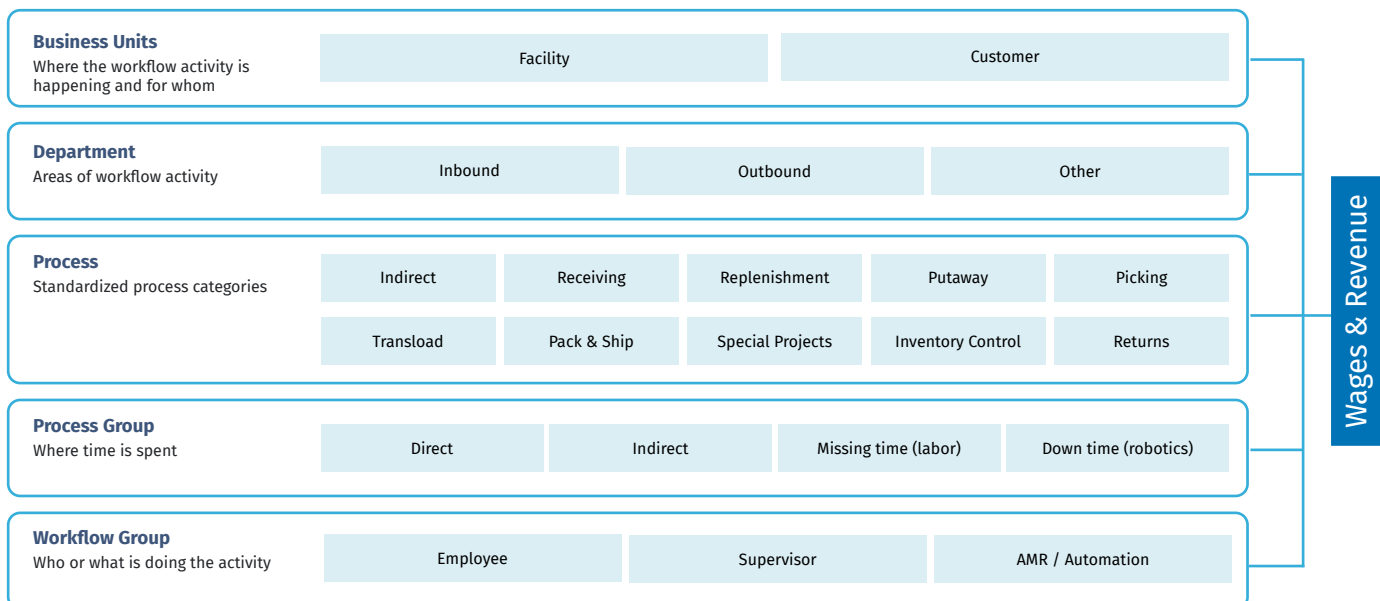 Business Units
Where the workflow activity is
happening and for whom
Facility
Customer
Department
Areas of workflow activity
Inbound
Outbound
Other
Process
Standardized process categories
Indirect
Receiving
Replenishment
Putaway
Picking
Transload
Pack & Ship
Special Projects
Inventory Control
Returns
Process Group
Where time is spent
Direct
Indirect
Missing time (labor)
Down time (robotics)
Workflow Group
Who or what is doing the activity
Employee
Supervisor
AMR / Automation
Wages & Revenue